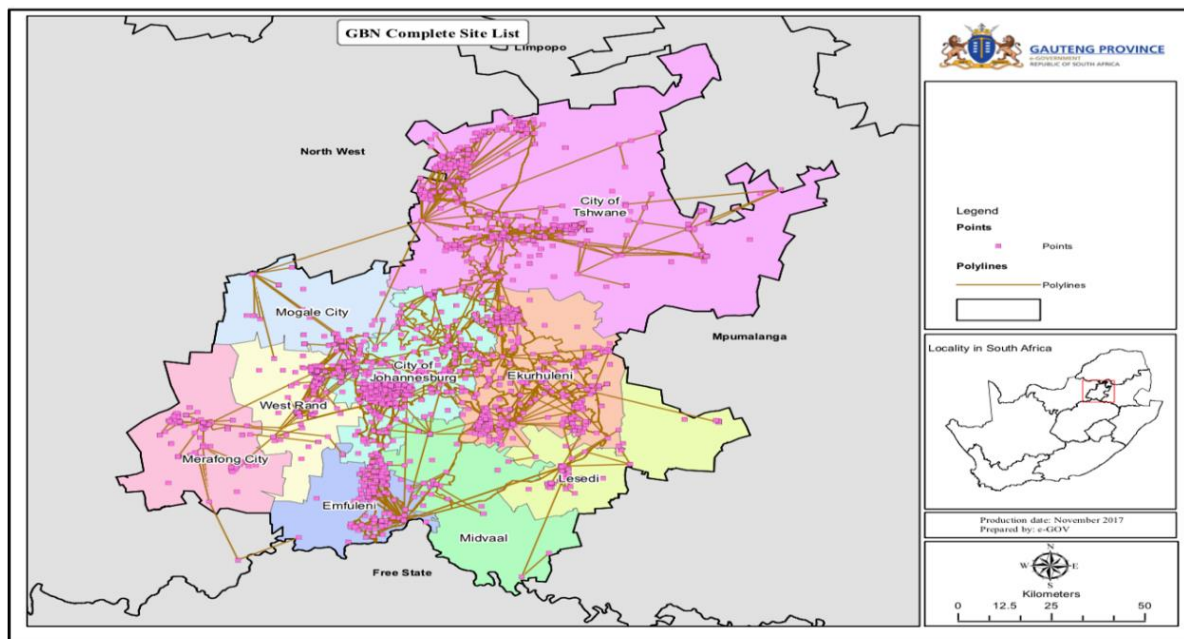 GBN Complete Site List
Limpopo
North West
City of
Tshwane
Mogale City
Mpumalanga
City of
Johannesburg
Ekurhuleni
West Rand
Merafong City
Lesedi
Emfuleni
Midvaal
Free State
GAUTENG PROVINCE
e-GOVERNMENT
REPUBLIC OF SOUTH AFRICA
Legend
Points
Points
Polylines
Polylines
Locality in South Africa
Production date: November 2017
Prepared by: e-GOV
N
W E
S
Kilometers
0 12.5 25 50